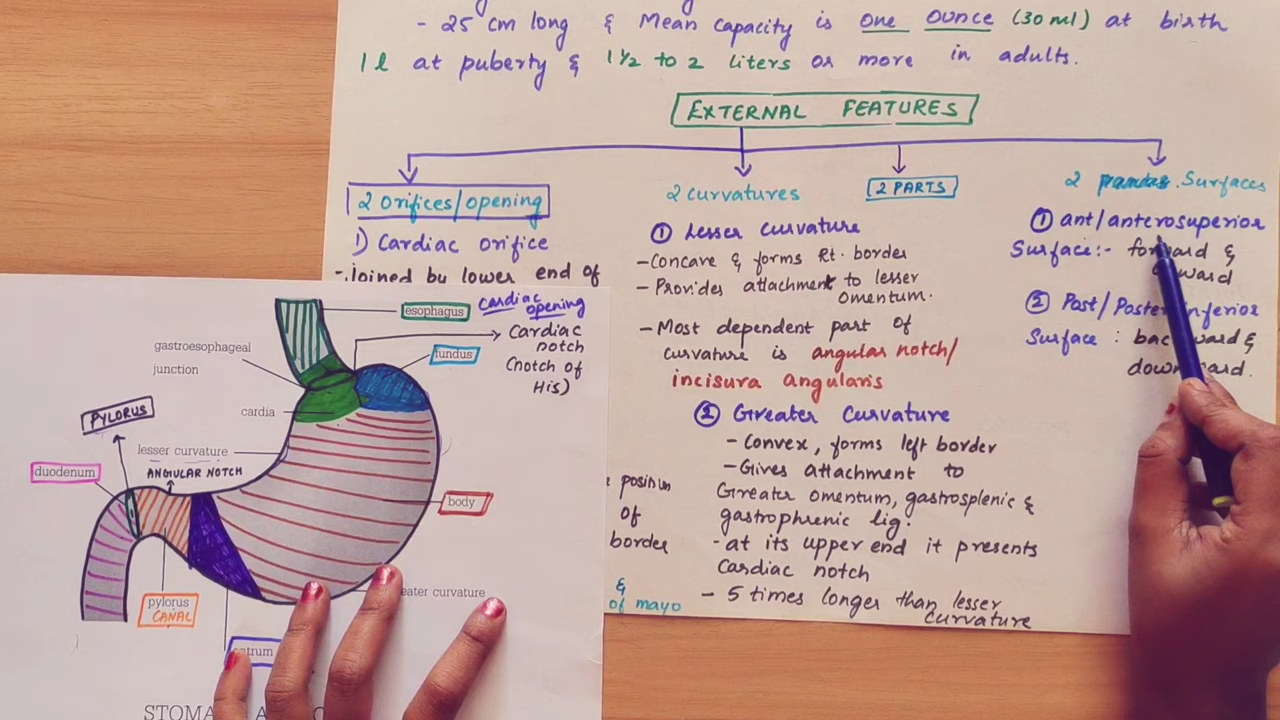 - 25 cm long & Mean Capacity is one ounce (30 ml) at birth
1 l at puberty & 1½ to 2 liters or more in adults.
EXTERNAL FEATURES
2 Orifices/opening
1) Cardiac orifice
- Joined by lower end of
2 curvatures
① Lesser Curvature
- Concave & forms Rt. border
- Provides attachment to lesser
omentum.
- Most dependent part of
curvature is angular notch/
incisura angularis
② Greater Curvature
- Convex, forms left border
- Gives attachment to
Greater omentum, gastrosplenic &
gastrophrenic lig.
- at its upper end it presents
Cardiac notch
- 5 times longer than lesser
curvature
2 PARTS
2 Surfaces
① ant/anterosuperior
Surface:- forward &
② Post/
Surface :
of
border
&
of mayo
esophagus
Cardiac
opening
Cardiac
notch
(notch of
His)
gastroesophageal
junction
fundus
cardia
PYLORUS
lesser curvature
ANGULAR NOTCH
duodenum
body
pylorus
CANAL
curvature